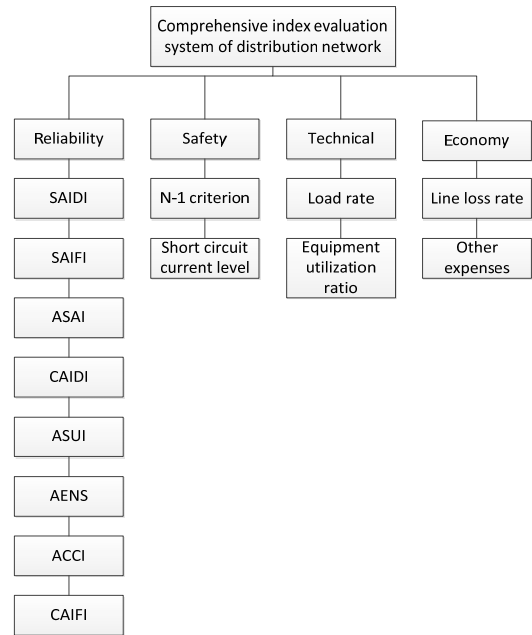 Comprehensive index evaluation
system of distribution network
Reliability
Safety
Technical
Economy
SAIDI
N-1 criterion
Load rate
Line loss rate
SAIFI
Short circuit
current level
Equipment
utilization
ratio
Other
expenses
ASAI
CAIDI
ASUI
AENS
ACCI
CAIFI